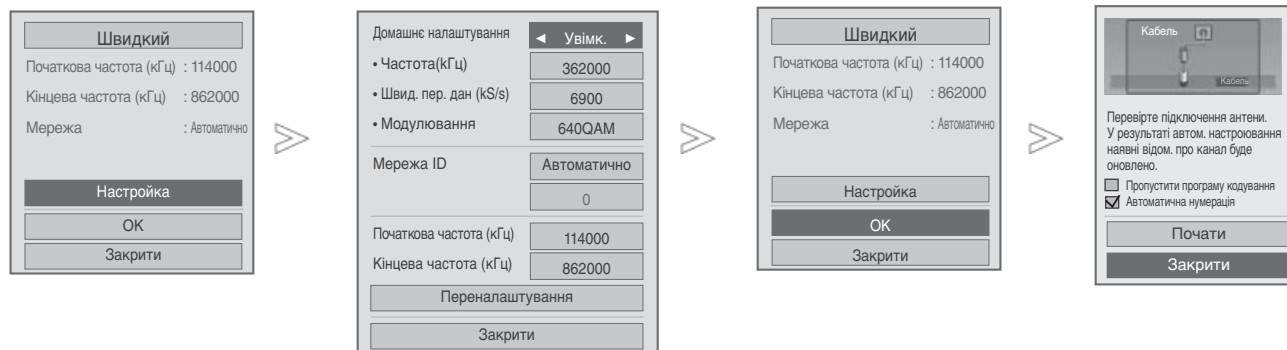 Швидкий
Початкова частота (кГц) : 114000
Кінцева частота (кГц) : 862000
Мережа : Автоматично
Настройка
OK
Закрити
Домашнє налаштування ◄ Увімк. ►
• Частота(kГц) 362000
• Швид. пер. дан (kS/s) 6900
• Модулювання 640QAM
Мережа ID Автоматично
0
Початкова частота (кГц) 114000
Кінцева частота (кГц) 862000
Переналаштування
Закрити
Швидкий
Початкова частота (кГц) : 114000
Кінцева частота (кГц) : 862000
Мережа : Автоматично
Настройка
OK
Закрити
Кабель
Кабель
Перевірте підключення антени.
У результаті автом. настроювання
наявні відом. про канал буде
оновлено.
Пропустити програму кодування
Автоматична нумерація
Почати
Закрити